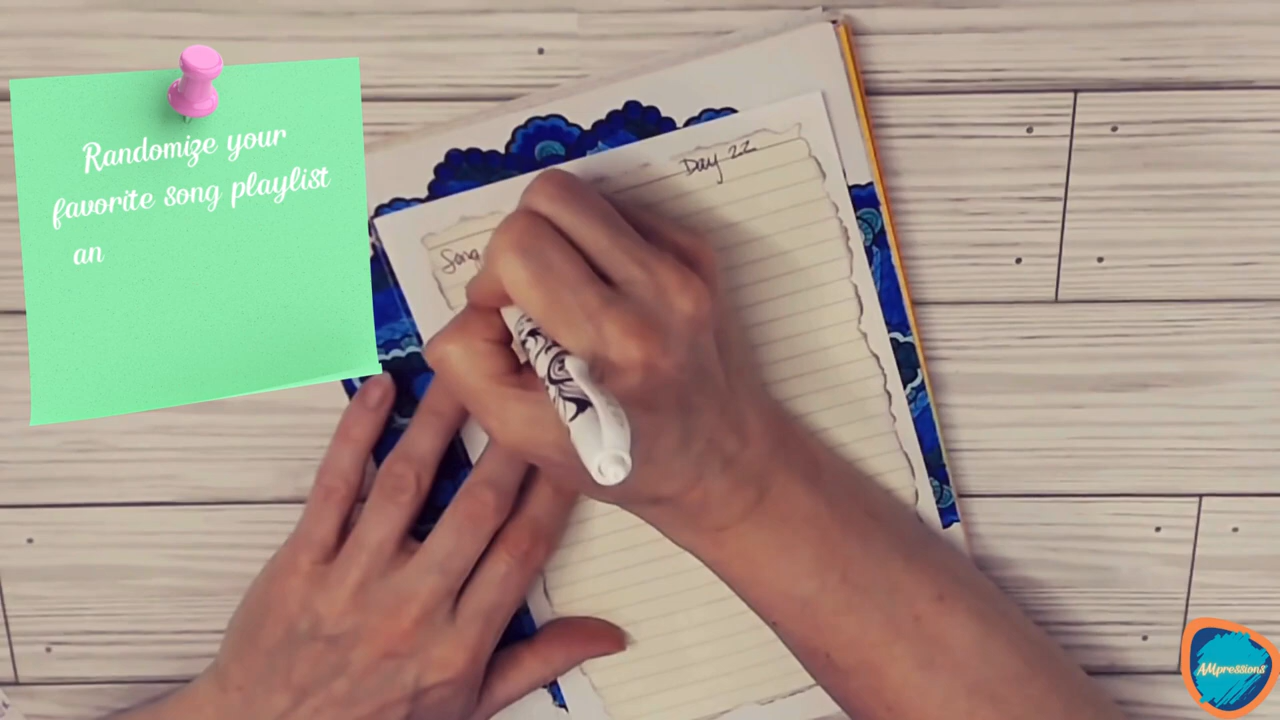 Randomize your
favorite song playlist
an
Day 22
Song
AMpressions